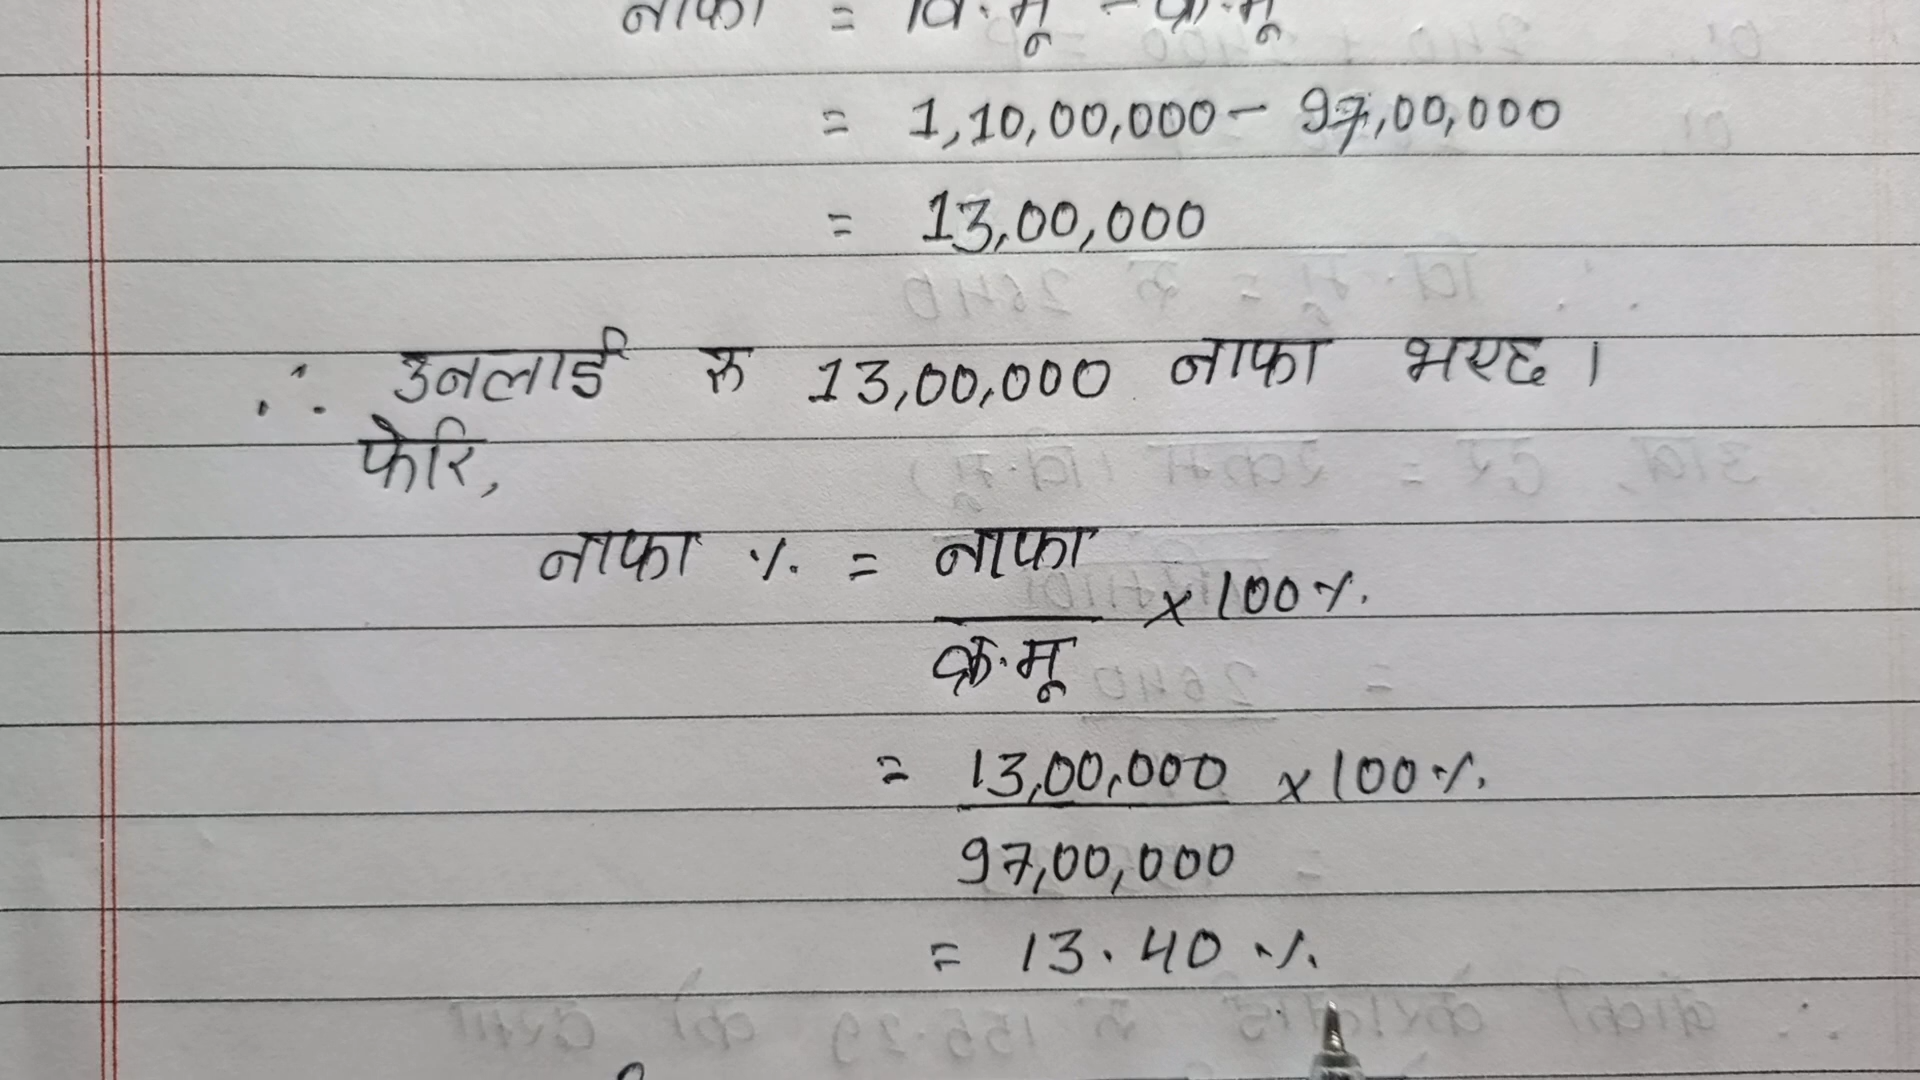 नाफा = वि.मू - क्र.मू
= 1,10,00,000 - 97,00,000
= 13,00,000
∴ उनलाई रु 13,00,000 नाफा भएछ।
फेरि,
नाफा % = नाफा
× 100%
क्र.मू
= 13,00,000 × 100%
97,00,000
= 13.40%